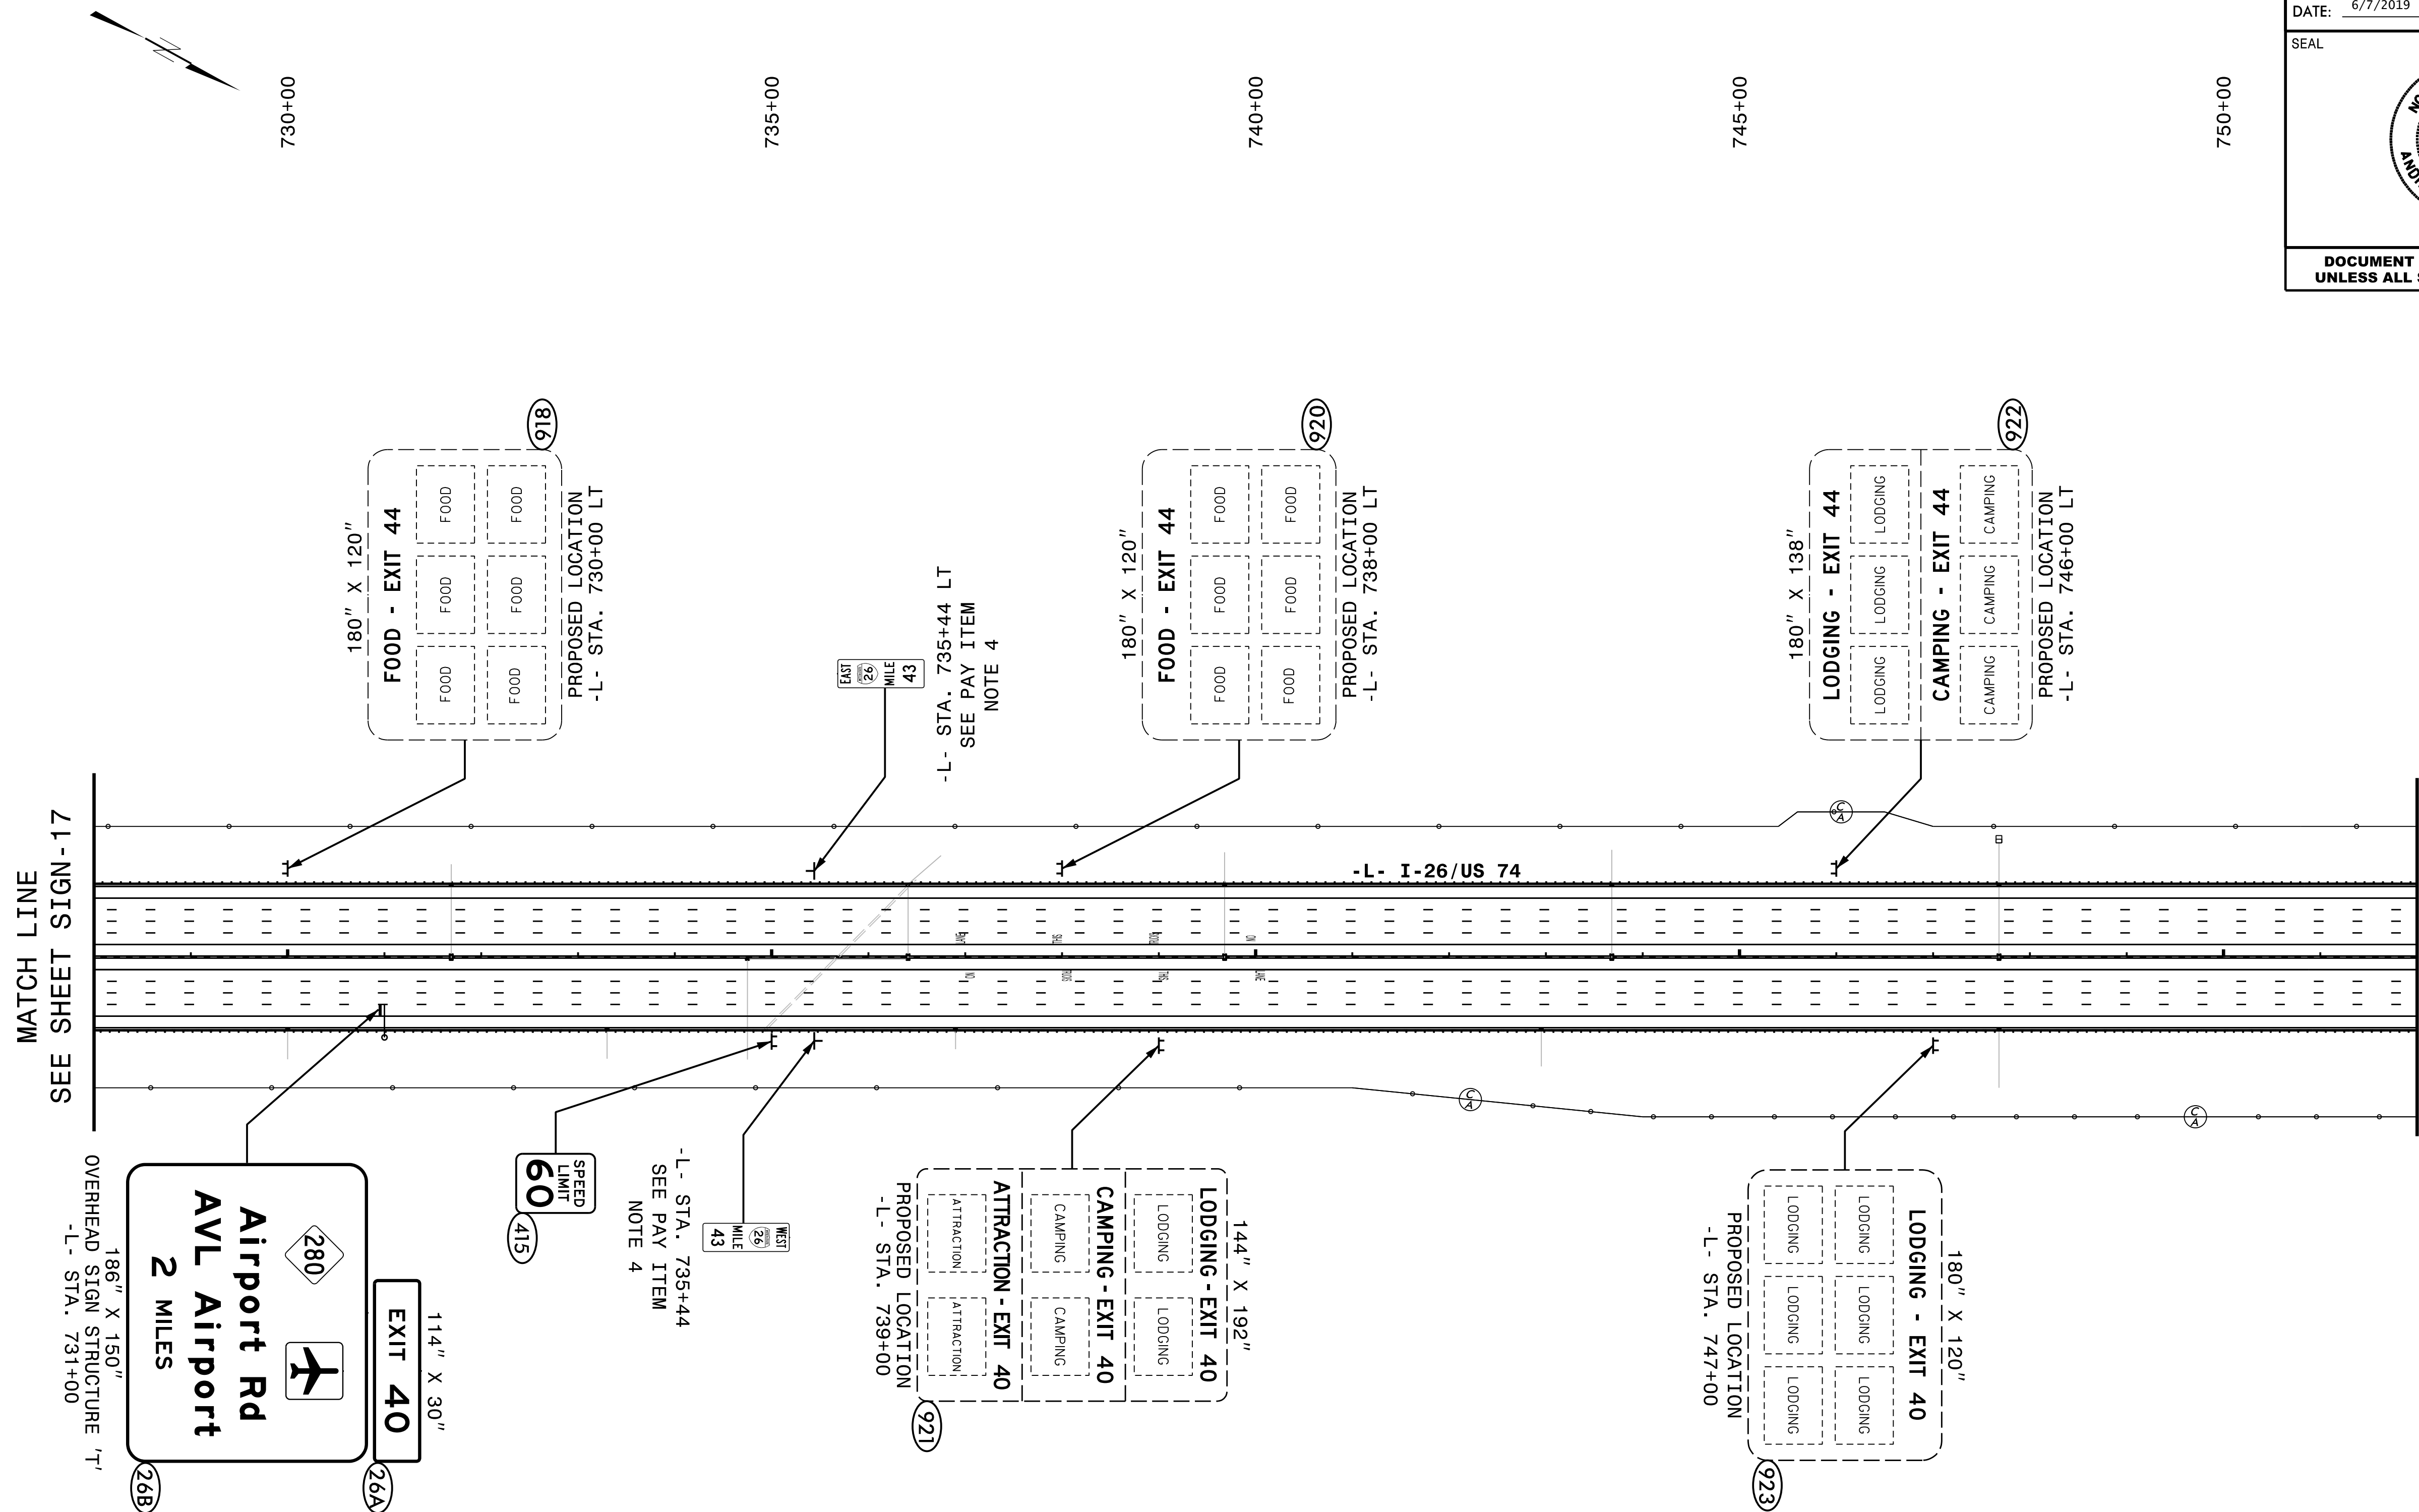 DATE: 6/7/2019
SEAL
DOCUMENT
UNLESS ALL
730+00
735+00
740+00
745+00
750+00
918
180" X 120"
FOOD - EXIT 44
FOOD FOOD FOOD
FOOD FOOD FOOD
PROPOSED LOCATION
-L- STA. 730+00 LT
EAST
26
MILE
43
-L- STA. 735+44 LT
SEE PAY ITEM
NOTE 4
920
180" X 120"
FOOD - EXIT 44
FOOD FOOD FOOD
FOOD FOOD FOOD
PROPOSED LOCATION
-L- STA. 738+00 LT
922
180" X 138"
LODGING - EXIT 44
LODGING LODGING LODGING
CAMPING - EXIT 44
CAMPING CAMPING CAMPING
PROPOSED LOCATION
-L- STA. 746+00 LT
MATCH LINE
SEE SHEET SIGN-17
C
A
-L- I-26/US 74
C
A
C
A
114" X 30"
EXIT 40
26A
280
Airport Rd
AVL Airport
2 MILES
26B
186" X 150"
OVERHEAD SIGN STRUCTURE 'T'
-L- STA. 731+00
SPEED
LIMIT
60
415
WEST
26
MILE
43
-L- STA. 735+44
SEE PAY ITEM
NOTE 4
144" X 192"
LODGING - EXIT 40
LODGING LODGING
CAMPING - EXIT 40
CAMPING CAMPING
ATTRACTION - EXIT 40
ATTRACTION ATTRACTION
921
PROPOSED LOCATION
-L- STA. 739+00
180" X 120"
LODGING - EXIT 40
LODGING LODGING LODGING
LODGING LODGING LODGING
923
PROPOSED LOCATION
-L- STA. 747+00